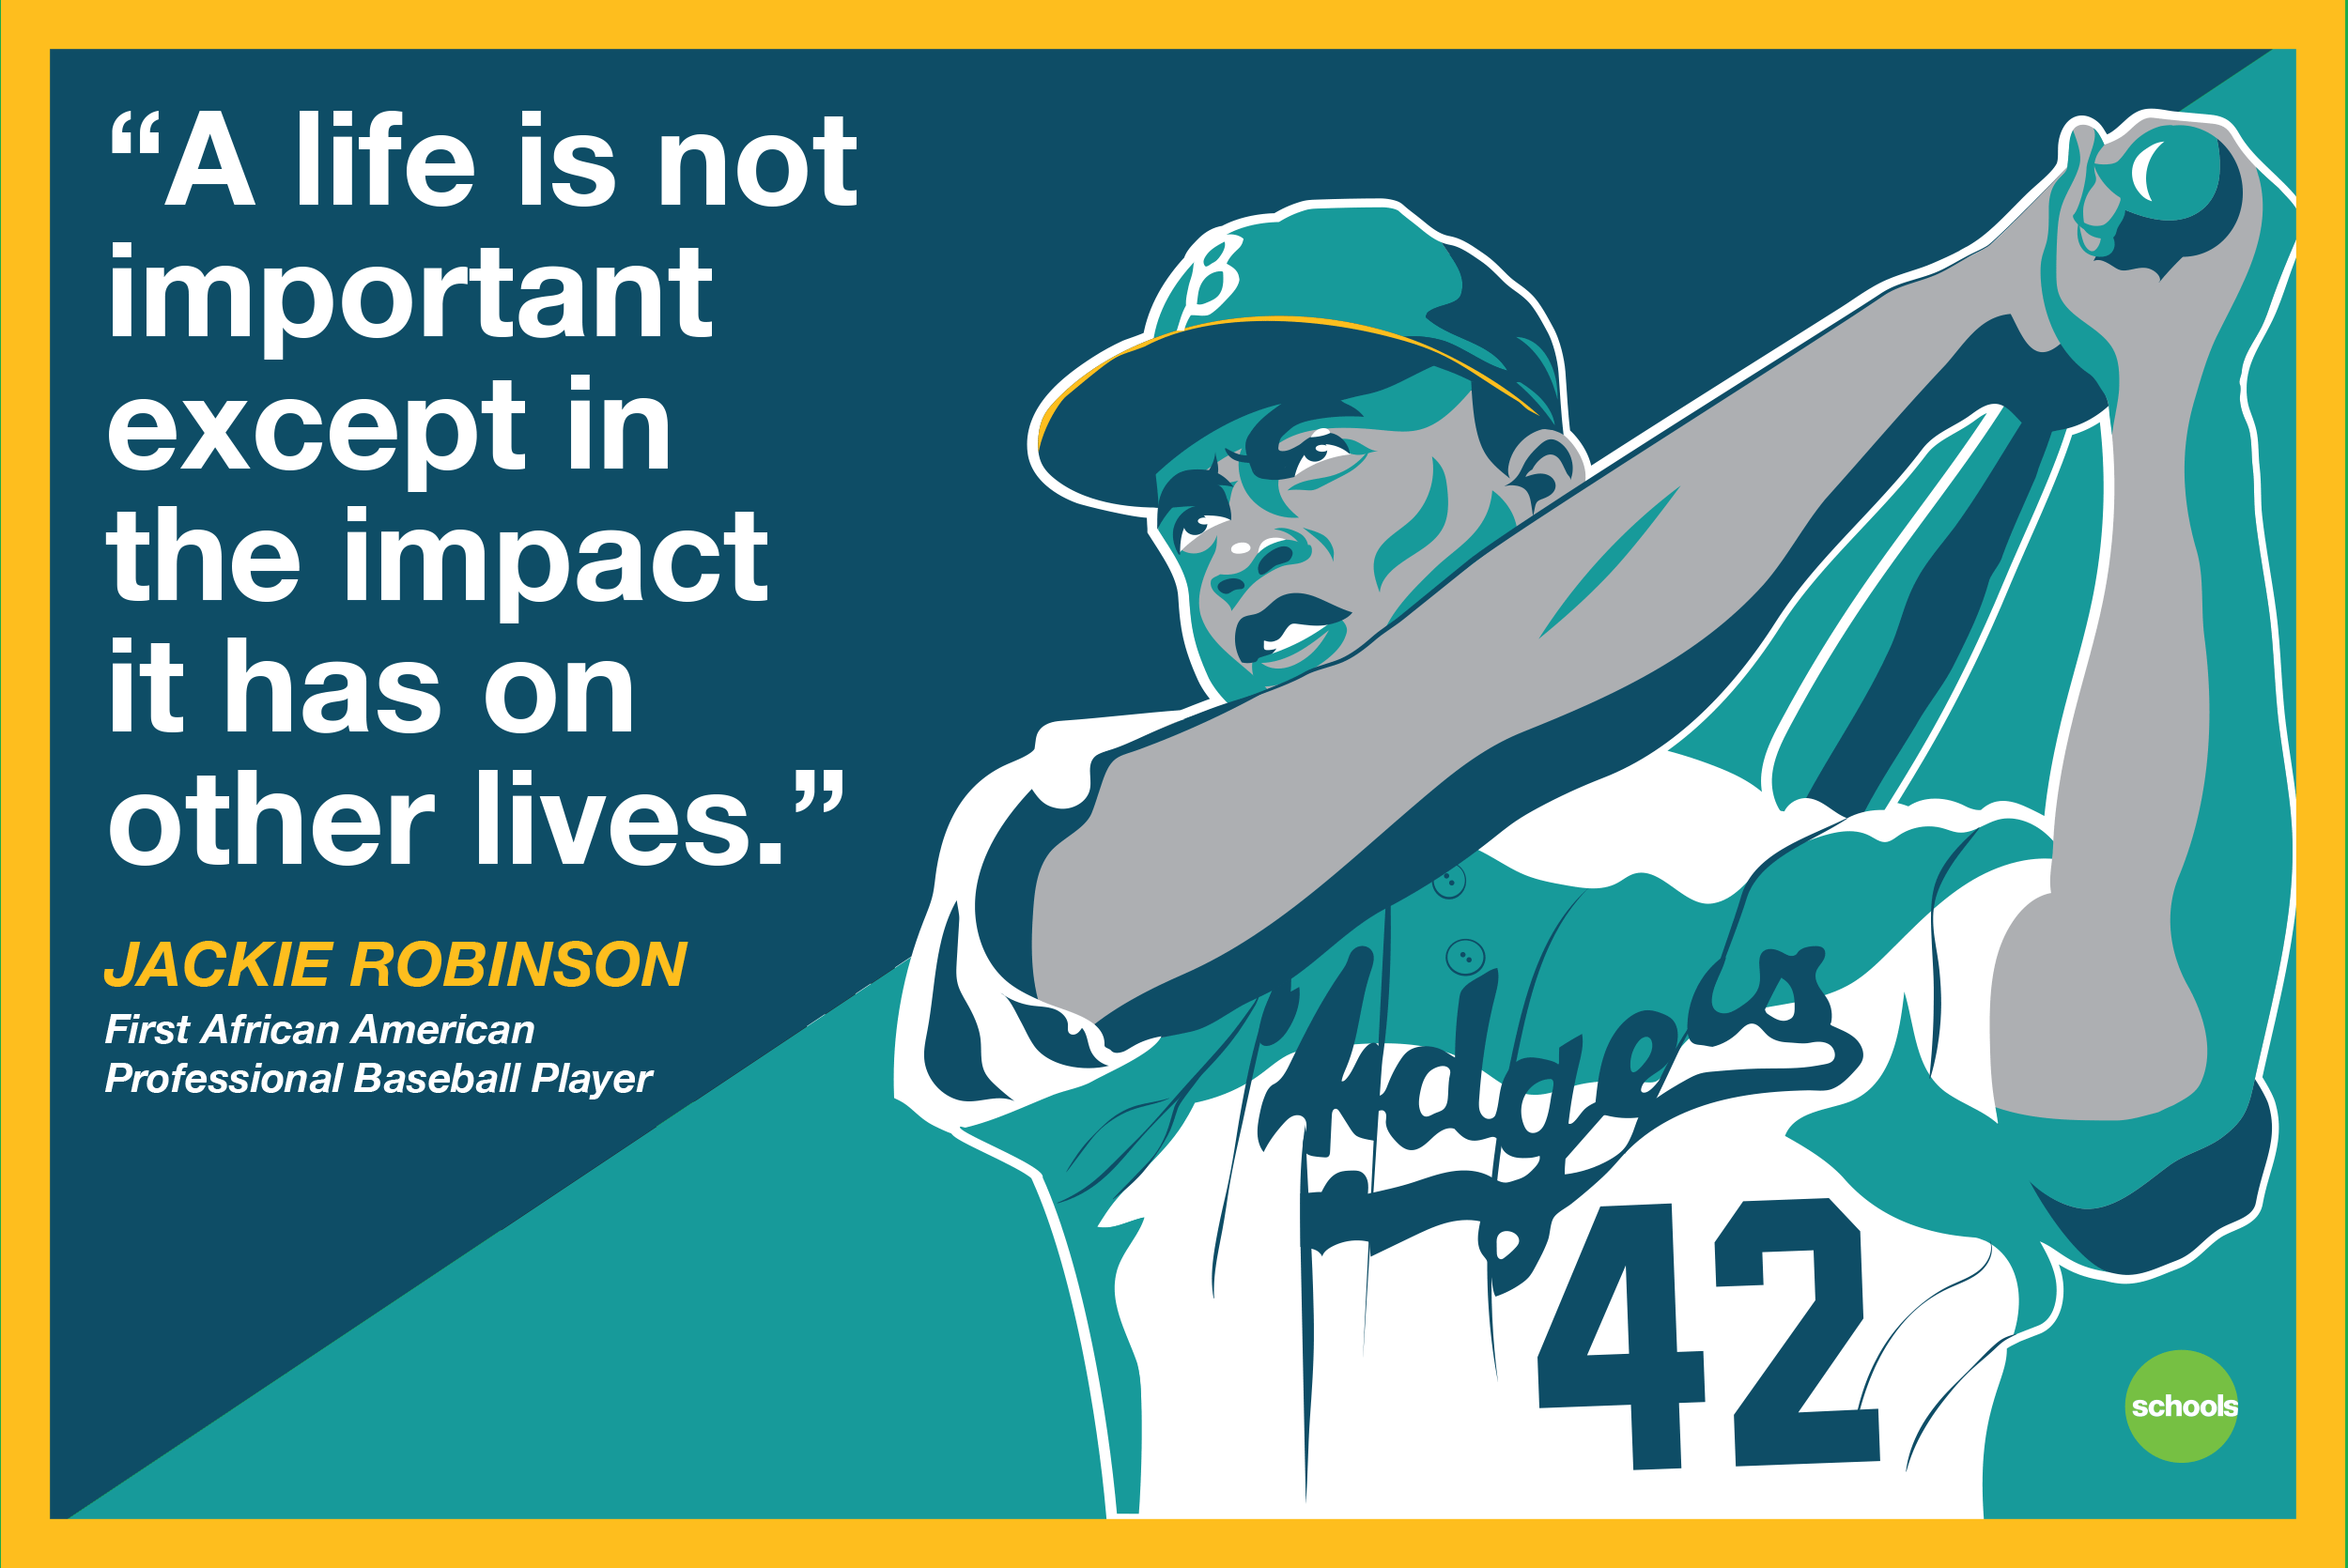 “A life is not
important
except in
the impact
it has on
other lives.”
JACKIE ROBINSON
First African American
Professional Baseball Player
B
Dodgers
42
schools